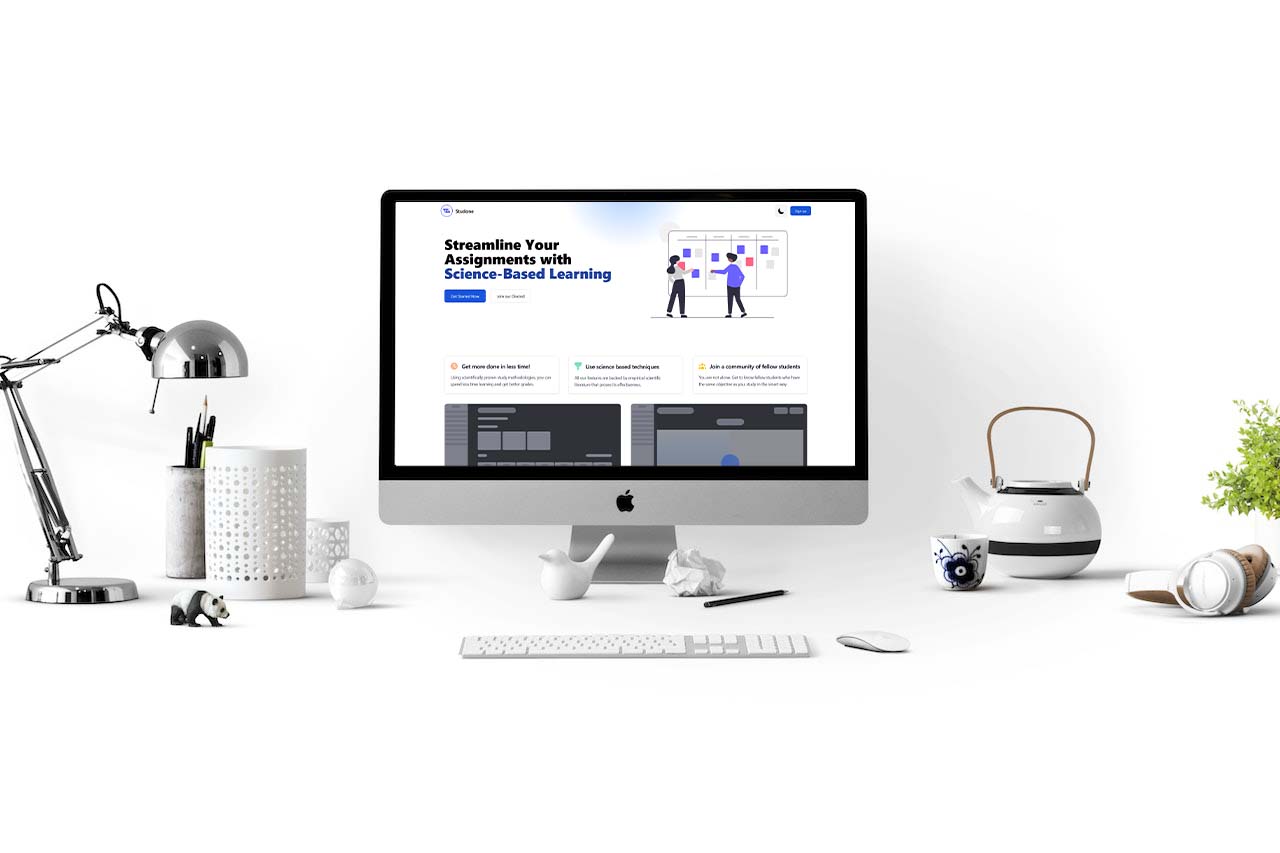 Studone
Sign up
Streamline Your
Assignments with
Science-Based Learning
Get Started Now
Join our Discord!
Get more done in less time!
Use science based techniques
Join a community of fellow students
Using scientifically proven study methodologies, you can
spend less time learning and get better grades.
All our features are backed by empirical scientific
literature that proves its effectiveness.
You are not alone. Get to know fellow students who have
the same objective as you: study in the smart way.